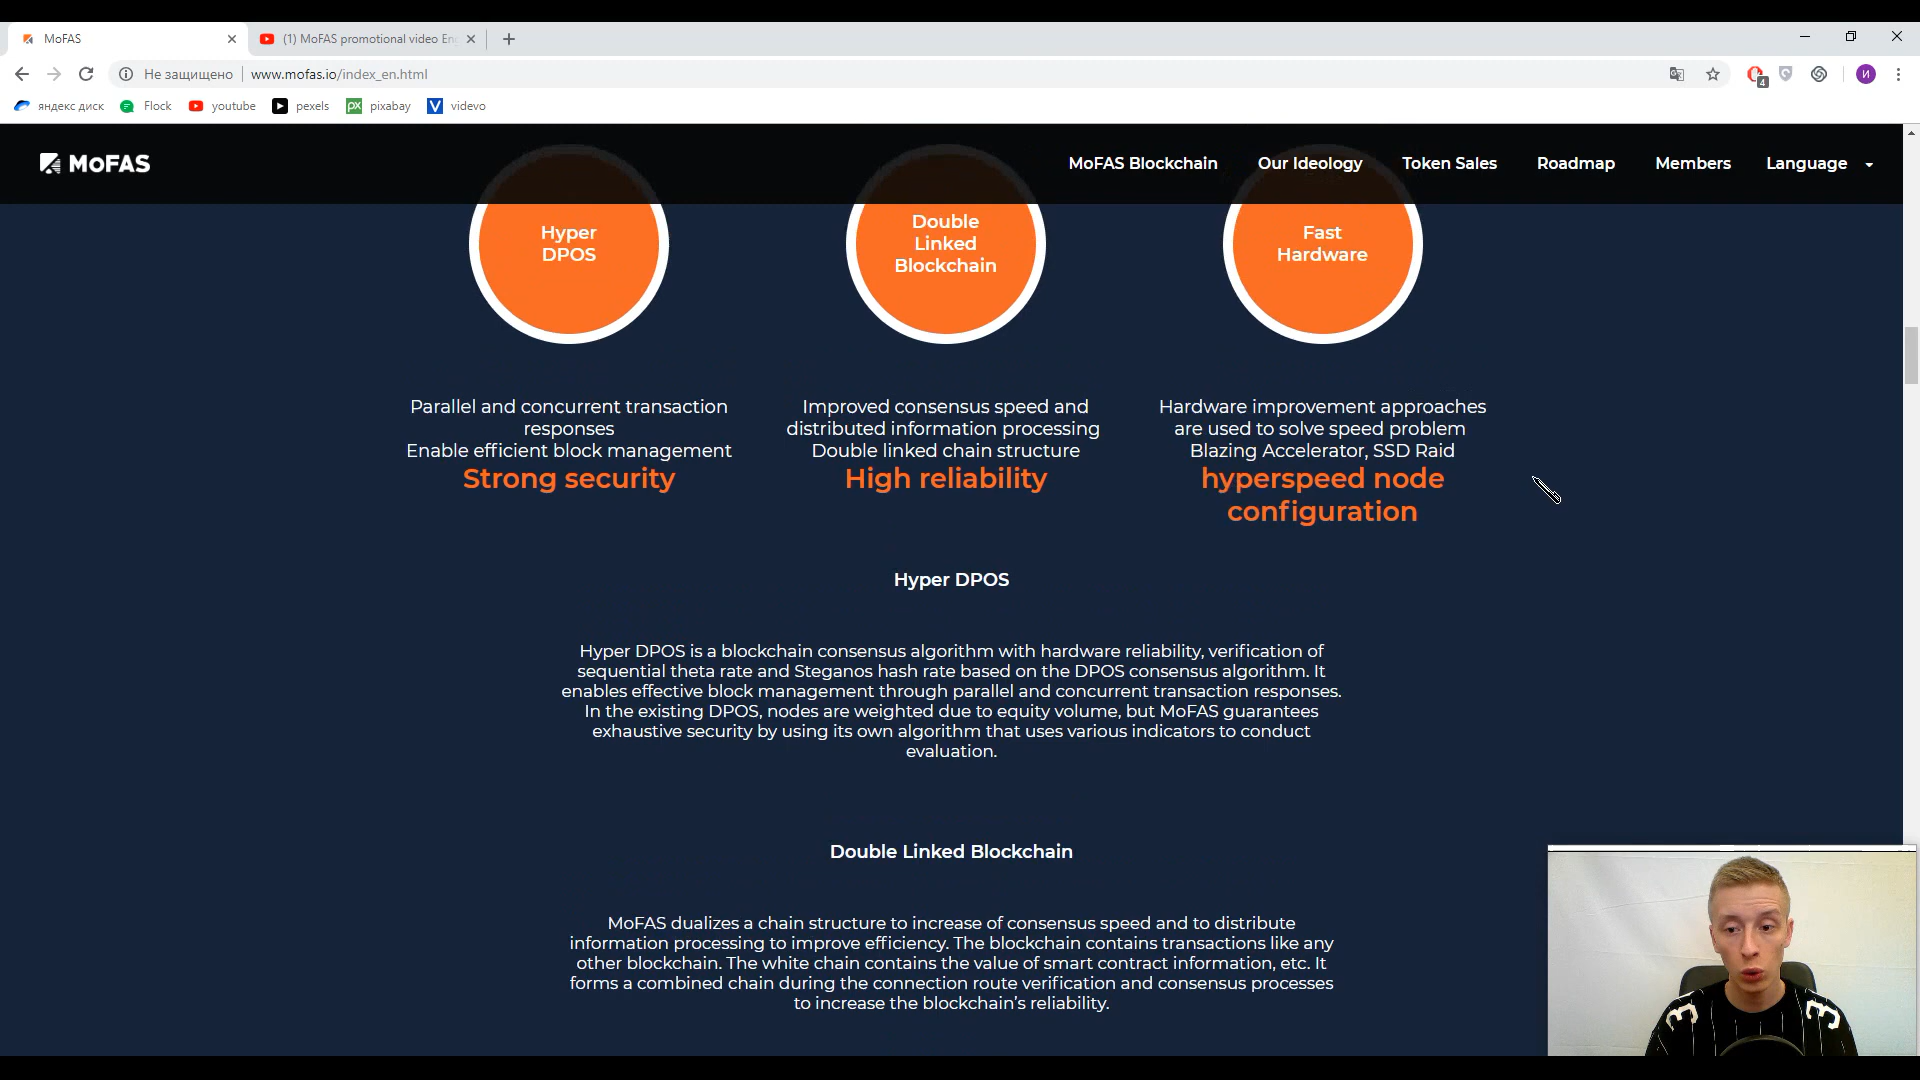 MoFAS
(1) MoFAS promotional video En
Не защищено
www.mofas.io/index_en.html
4
И
яндекс диск
Flock
youtube
pexels
px
pixabay
V
videvo
MoFAS
MoFAS Blockchain
Our Ideology
Token Sales
Roadmap
Members
Language
Hyper
DPOS
Double
Linked
Blockchain
Fast
Hardware
Parallel and concurrent transaction
responses
Enable efficient block management
Strong security
Improved consensus speed and
distributed information processing
Double linked chain structure
High reliability
Hardware improvement approaches
are used to solve speed problem
Blazing Accelerator, SSD Raid
hyperspeed node
configuration
Hyper DPOS
Hyper DPOS is a blockchain consensus algorithm with hardware reliability, verification of
sequential theta rate and Steganos hash rate based on the DPOS consensus algorithm. It
enables effective block management through parallel and concurrent transaction responses.
In the existing DPOS, nodes are weighted due to equity volume, but MoFAS guarantees
exhaustive security by using its own algorithm that uses various indicators to conduct
evaluation.
Double Linked Blockchain
MoFAS dualizes a chain structure to increase of consensus speed and to distribute
information processing to improve efficiency. The blockchain contains transactions like any
other blockchain. The white chain contains the value of smart contract information, etc. It
forms a combined chain during the connection route verification and consensus processes
to increase the blockchain's reliability.